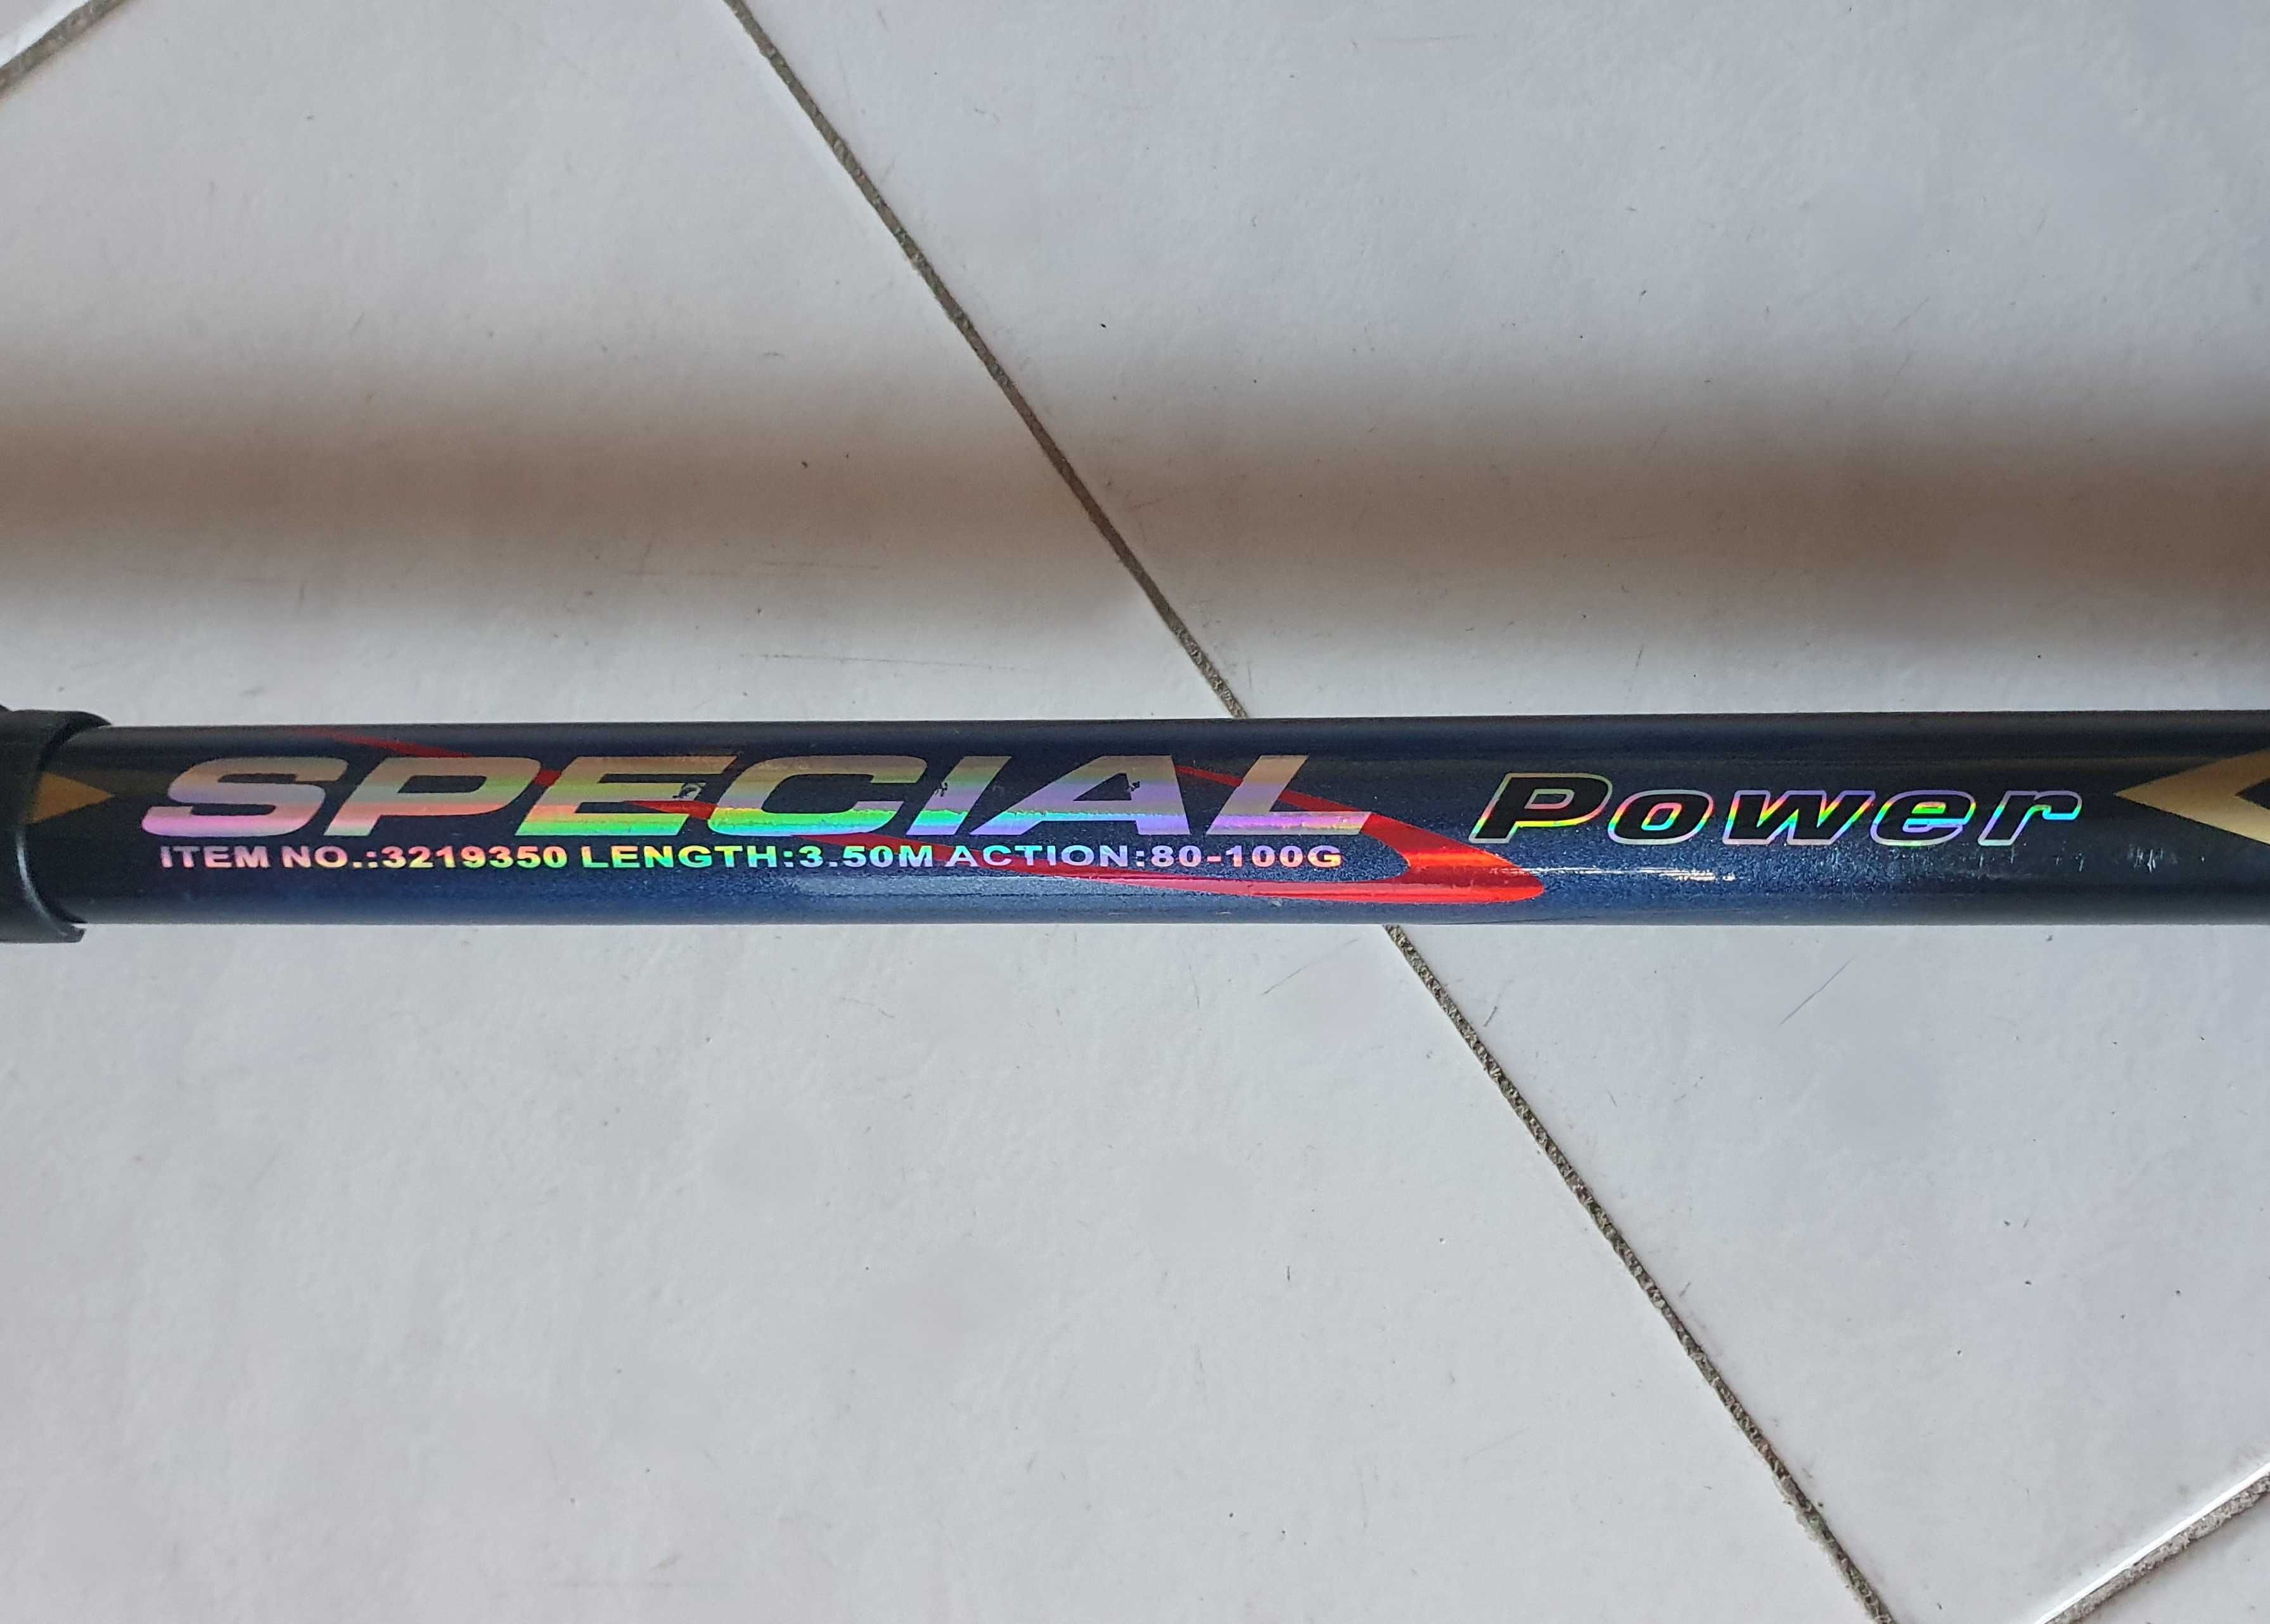 SPECIAL Power
ITEM NO.:3219350 LENGTH:3.50M ACTION:80-100G